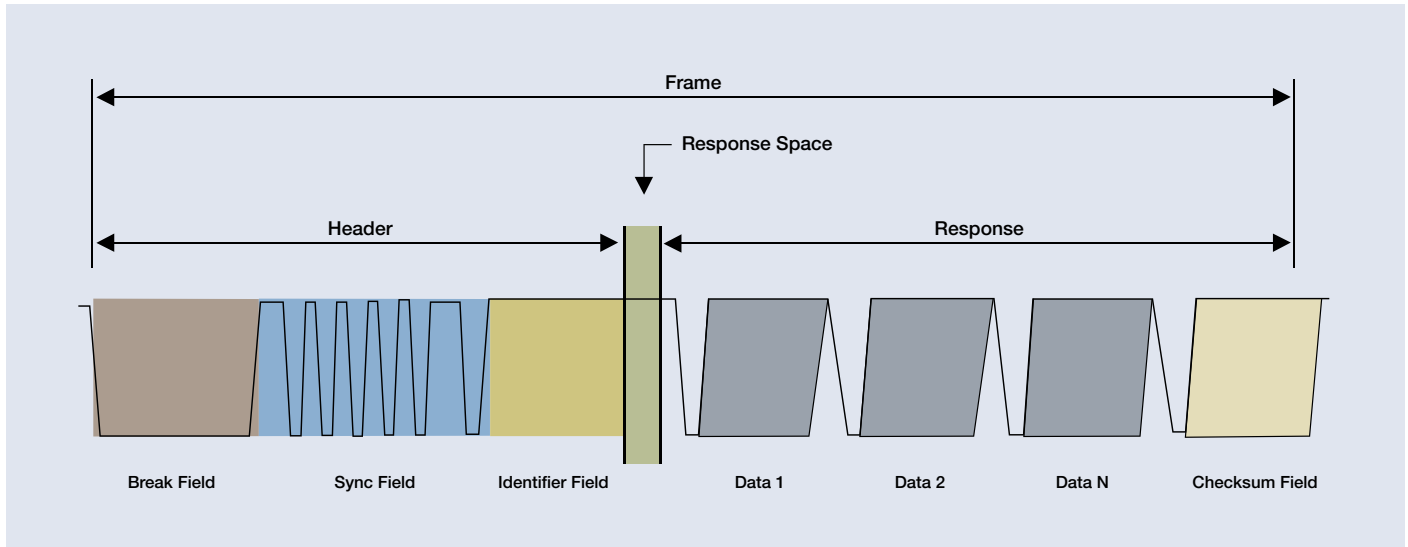 Frame
Response Space
Header
Response
Break Field
Sync Field
Identifier Field
Data 1
Data 2
Data N
Checksum Field